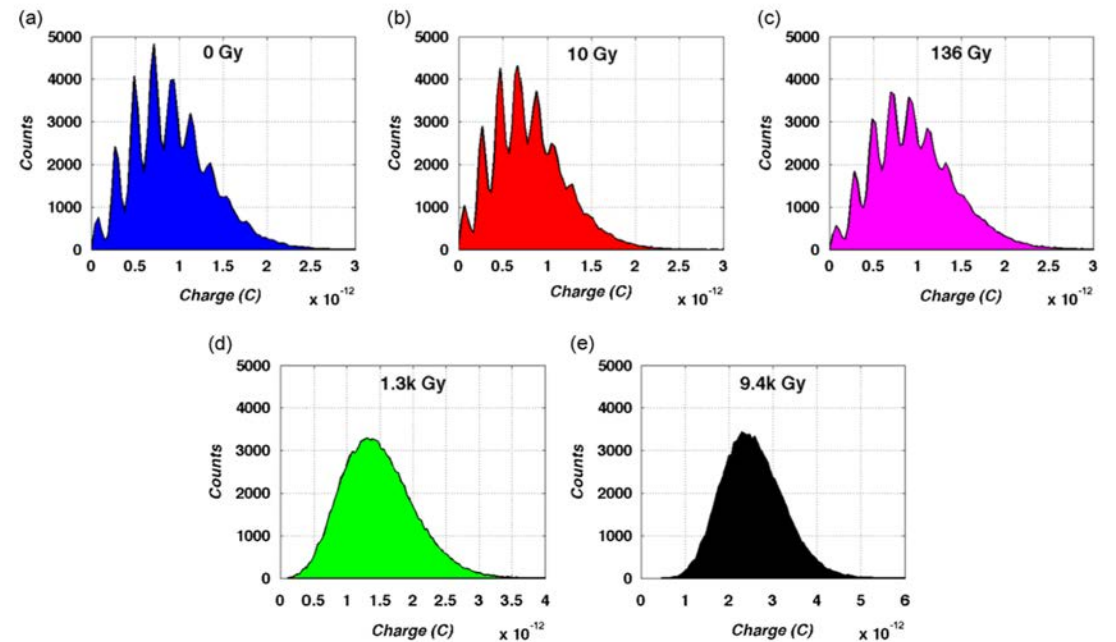 (a)
0 Gy
5000
4000
3000
2000
1000
0
Counts
0 0.5 1 1.5 2 2.5 3
Charge (C)
x 10-12
(b)
10 Gy
5000
4000
3000
2000
1000
0
Counts
0 0.5 1 1.5 2 2.5 3
Charge (C)
x 10-12
(c)
136 Gy
5000
4000
3000
2000
1000
0
Counts
0 0.5 1 1.5 2 2.5 3
Charge (C)
x 10-12
(d)
1.3k Gy
5000
4000
3000
2000
1000
0
Counts
0 0.5 1 1.5 2 2.5 3 3.5 4
Charge (C)
x 10-12
(e)
9.4k Gy
5000
4000
3000
2000
1000
0
Counts
0 1 2 3 4 5 6
Charge (C)
x 10-12